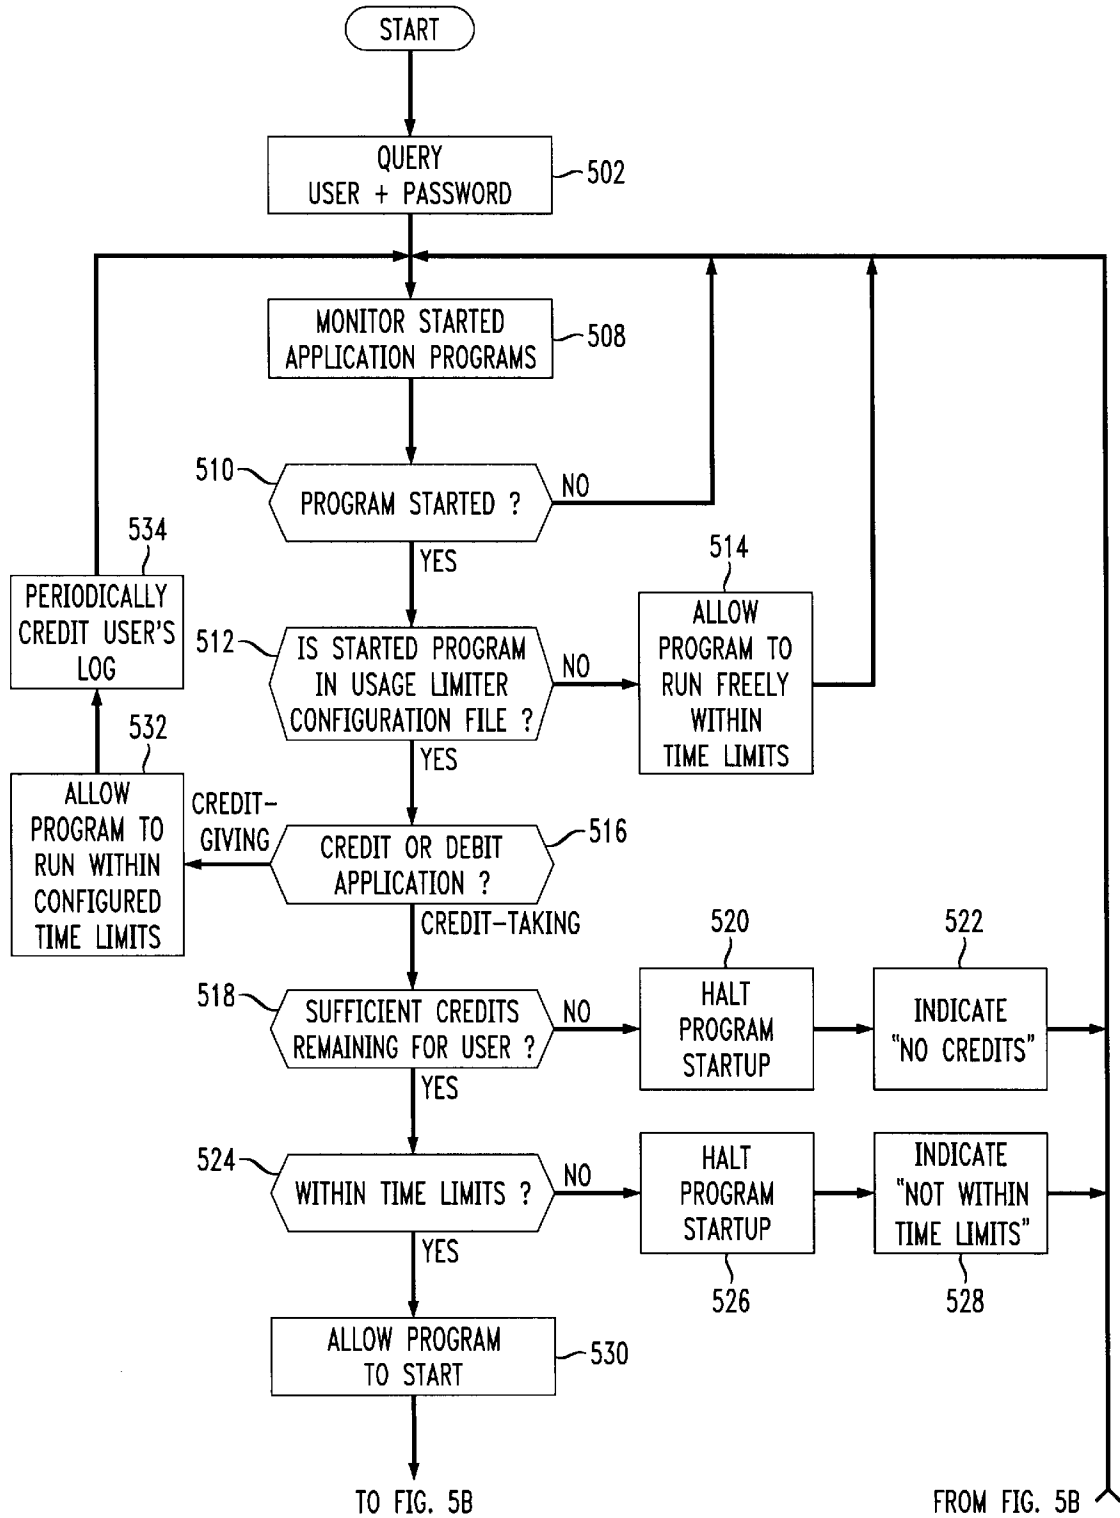 START
QUERY
USER + PASSWORD
502
MONITOR STARTED
APPLICATION PROGRAMS
508
510
PROGRAM STARTED ?
NO
YES
534
PERIODICALLY
CREDIT USER'S
LOG
512
IS STARTED PROGRAM
IN USAGE LIMITER
CONFIGURATION FILE ?
NO
YES
514
ALLOW
PROGRAM TO
RUN FREELY
WITHIN
TIME LIMITS
532
ALLOW
PROGRAM TO
RUN WITHIN
CONFIGURED
TIME LIMITS
CREDIT-
GIVING
CREDIT OR DEBIT
APPLICATION ?
516
CREDIT-TAKING
518
SUFFICIENT CREDITS
REMAINING FOR USER ?
NO
YES
520
HALT
PROGRAM
STARTUP
522
INDICATE
"NO CREDITS"
524
WITHIN TIME LIMITS ?
NO
YES
HALT
PROGRAM
STARTUP
526
INDICATE
"NOT WITHIN
TIME LIMITS"
528
ALLOW PROGRAM
TO START
530
TO FIG. 5B
FROM FIG. 5B